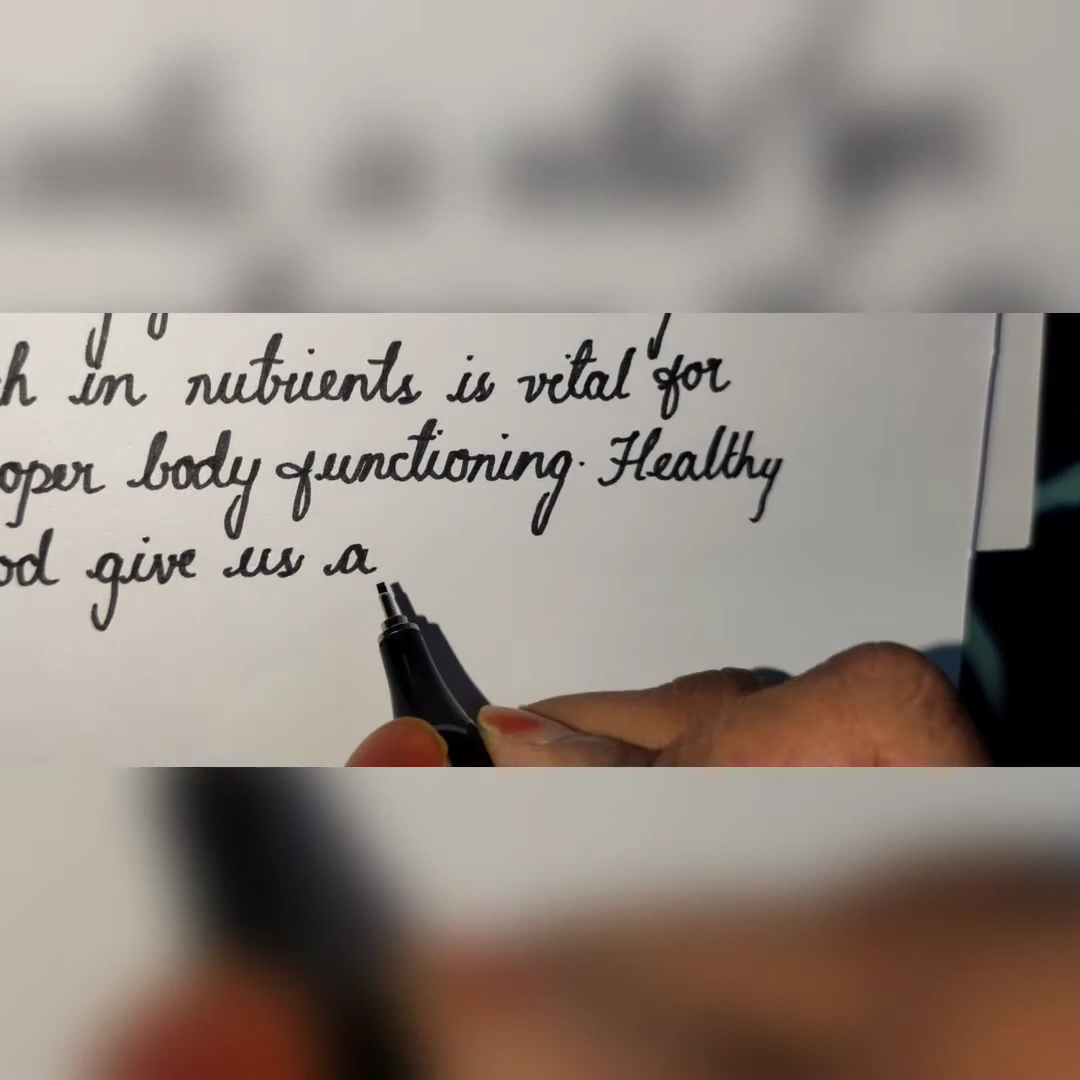 in nutrients is vital for
body functioning. Healthy
give us a